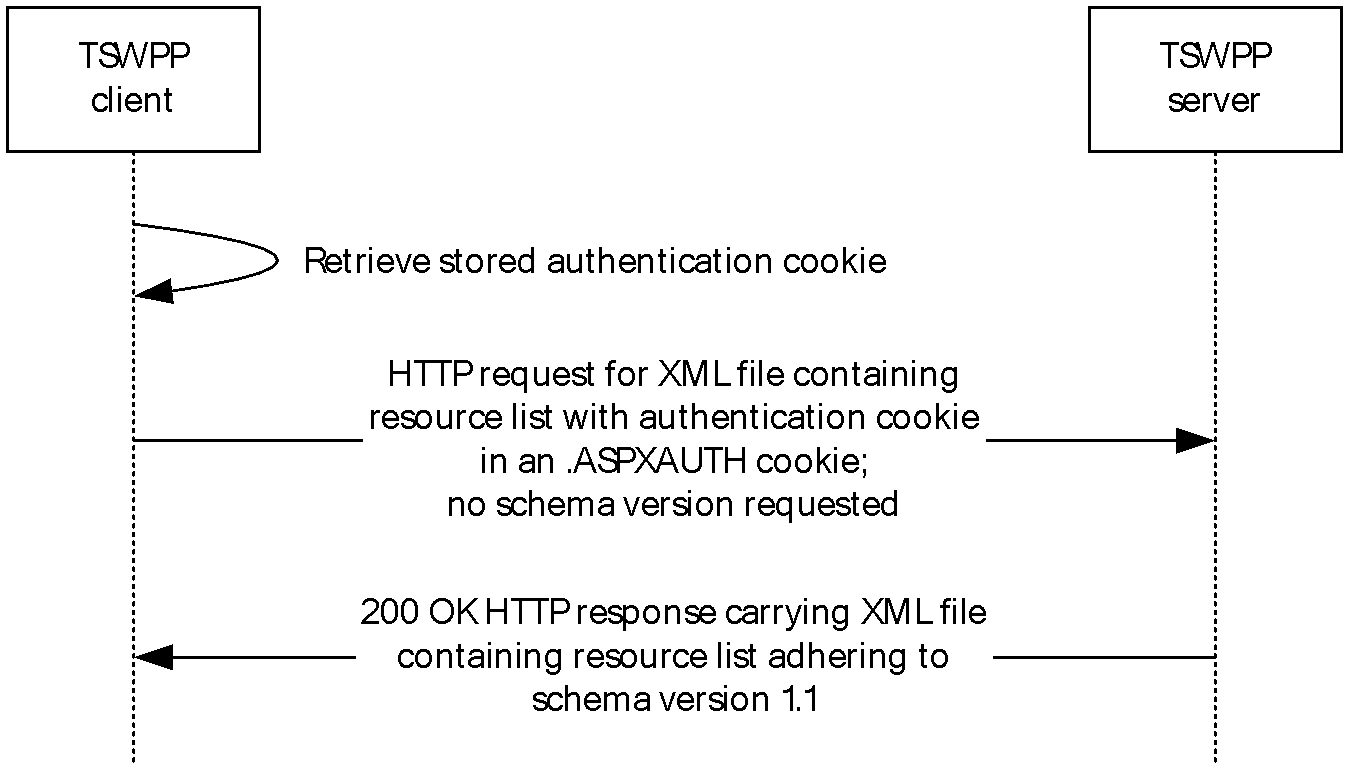 TSWPP
client
TSWPP
server
Retrieve stored authentication cookie
HTTP request for XML file containing
resource list with authentication cookie
in an .ASPXAUTH cookie;
no schema version requested
200 OK HTTP response carrying XML file
containing resource list adhering to
schema version 1.1